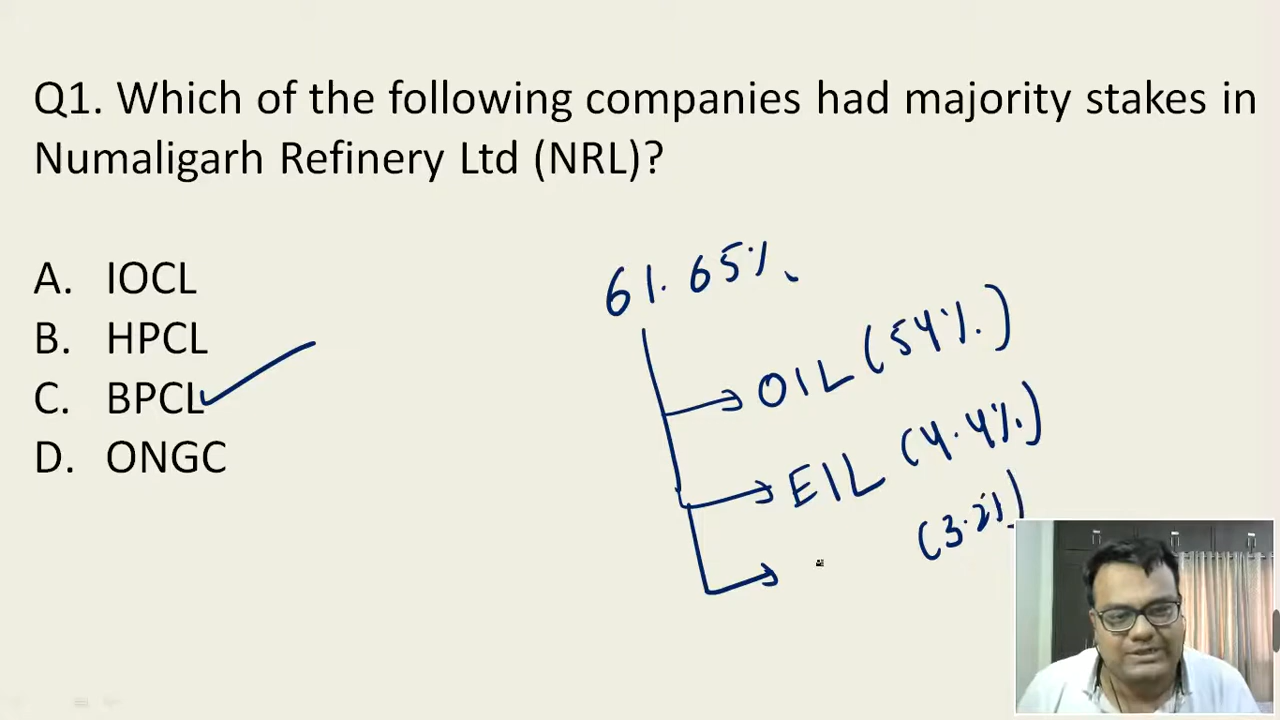 Q1. Which of the following companies had majority stakes in
Numaligarh Refinery Ltd (NRL)?
A. IOCL
B. HPCL
C. BPCL
D. ONGC
61.65%
OIL (54%.)
EIL (4.4%.)
(3.2%)